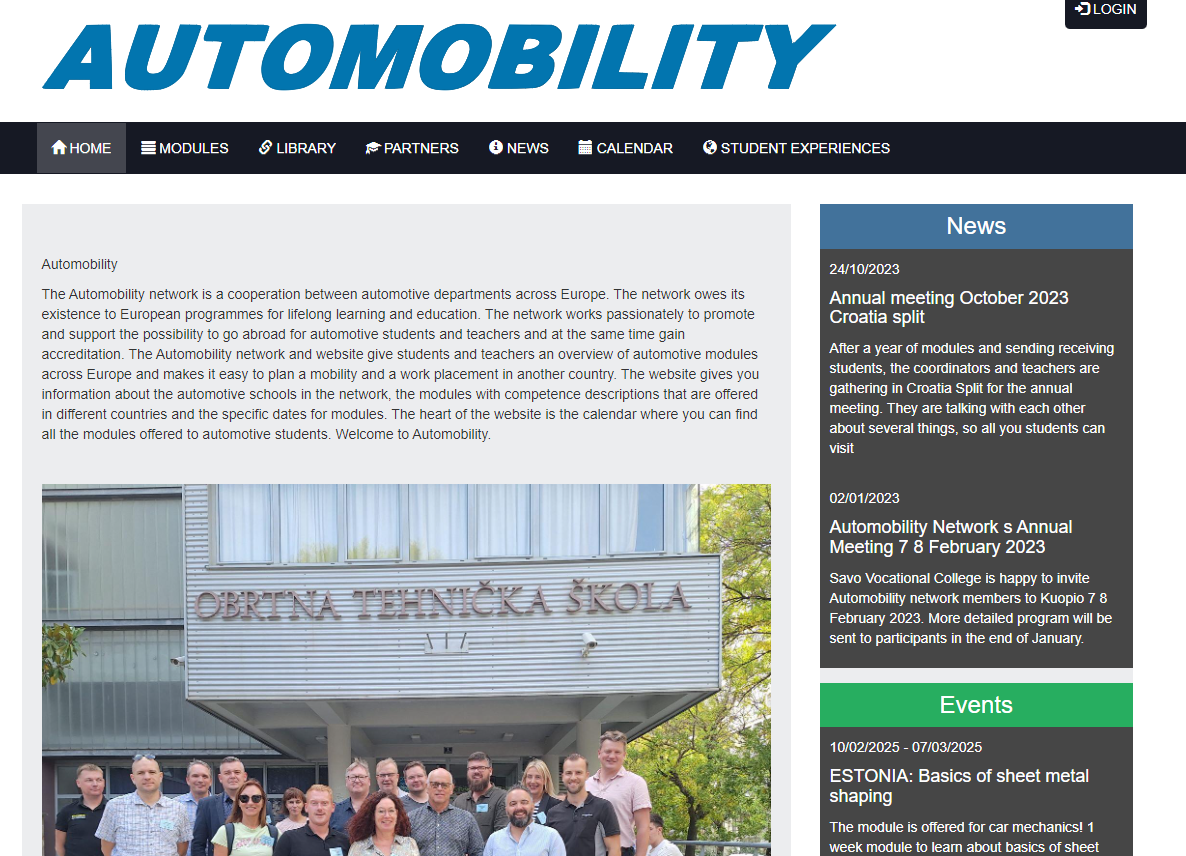 LOGIN
AUTOMOBILITY
HOME MODULES LIBRARY PARTNERS NEWS CALENDAR STUDENT EXPERIENCES
Automobility
The Automobility network is a cooperation between automotive departments across Europe. The network owes its
existence to European programmes for lifelong learning and education. The network works passionately to promote
and support the possibility to go abroad for automotive students and teachers and at the same time gain
accreditation. The Automobility network and website give students and teachers an overview of automotive modules
across Europe and makes it easy to plan a mobility and a work placement in another country. The website gives you
information about the automotive schools in the network, the modules with competence descriptions that are offered
in different countries and the specific dates for modules. The heart of the website is the calendar where you can find
all the modules offered to automotive students. Welcome to Automobility.
OBRTNA TEHNIČKA ŠKOLA
News
24/10/2023
Annual meeting October 2023
Croatia split
After a year of modules and sending receiving
students, the coordinators and teachers are
gathering in Croatia Split for the annual
meeting. They are talking with each other
about several things, so all you students can
visit
02/01/2023
Automobility Network s Annual
Meeting 7 8 February 2023
Savo Vocational College is happy to invite
Automobility network members to Kuopio 7 8
February 2023. More detailed program will be
sent to participants in the end of January.
Events
10/02/2025 - 07/03/2025
ESTONIA: Basics of sheet metal
shaping
The module is offered for car mechanics! 1
week module to learn about basics of sheet